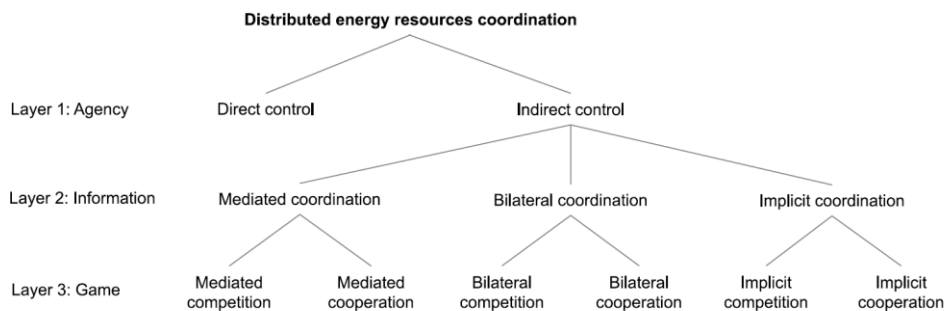 Distributed energy resources coordination
Layer 1: Agency
Direct control
Indirect control
Layer 2: Information
Mediated coordination
Bilateral coordination
Implicit coordination
Layer 3: Game
Mediated
competition
Mediated
cooperation
Bilateral
competition
Bilateral
cooperation
Implicit
competition
Implicit
cooperation